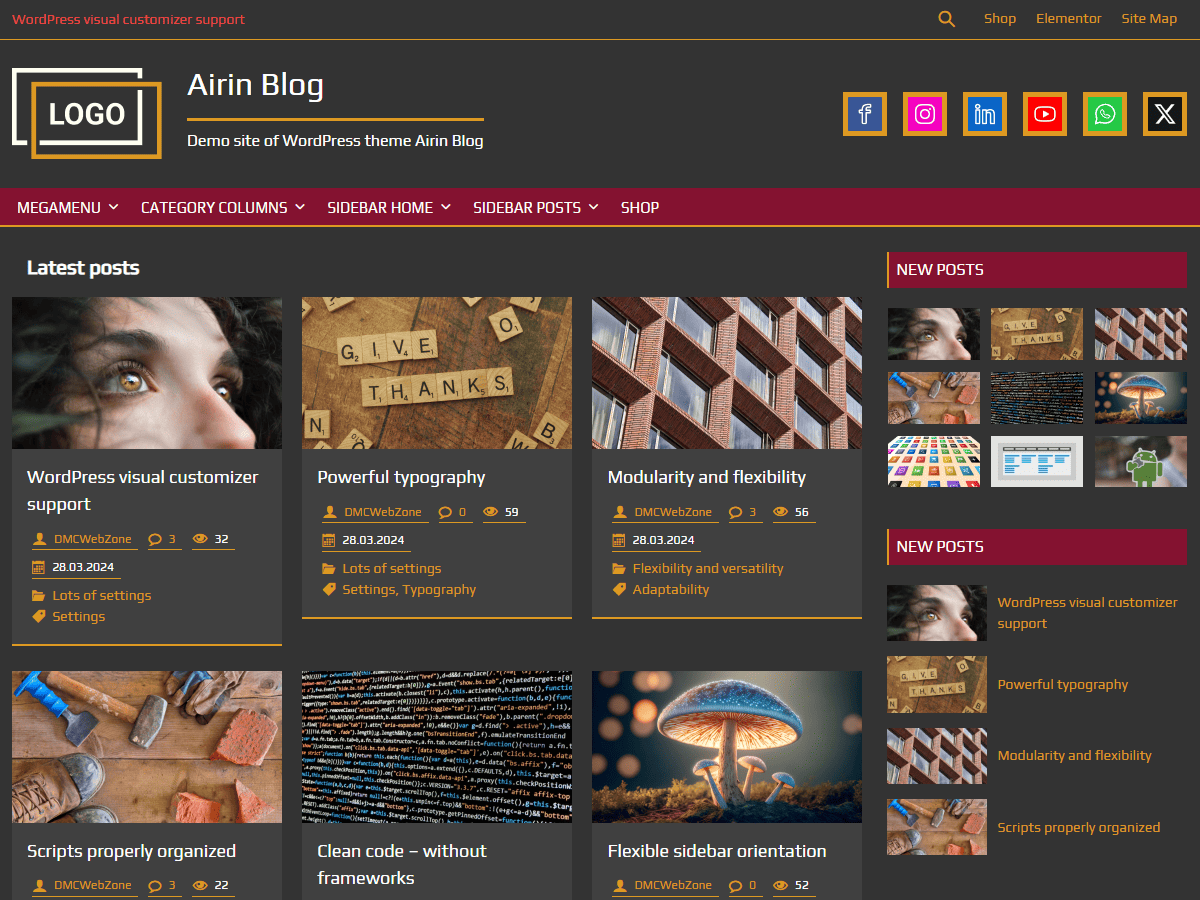 WordPress visual customizer support
Shop Elementor Site Map
LOGO
Airin Blog
Demo site of WordPress theme Airin Blog
MEGAMENU CATEGORY COLUMNS SIDEBAR HOME SIDEBAR POSTS SHOP
Latest posts
GIVE
THANKS
WordPress visual customizer
support
DMCWebZone 3 32
28.03.2024
Lots of settings
Settings
Powerful typography
DMCWebZone 0 59
28.03.2024
Lots of settings
Settings, Typography
Modularity and flexibility
DMCWebZone 3 56
28.03.2024
Flexibility and versatility
Adaptability
Scripts properly organized
DMCWebZone 3 22
Clean code – without
frameworks
Flexible sidebar orientation
DMCWebZone 0 52
NEW POSTS
NEW POSTS
WordPress visual customizer
support
Powerful typography
Modularity and flexibility
Scripts properly organized